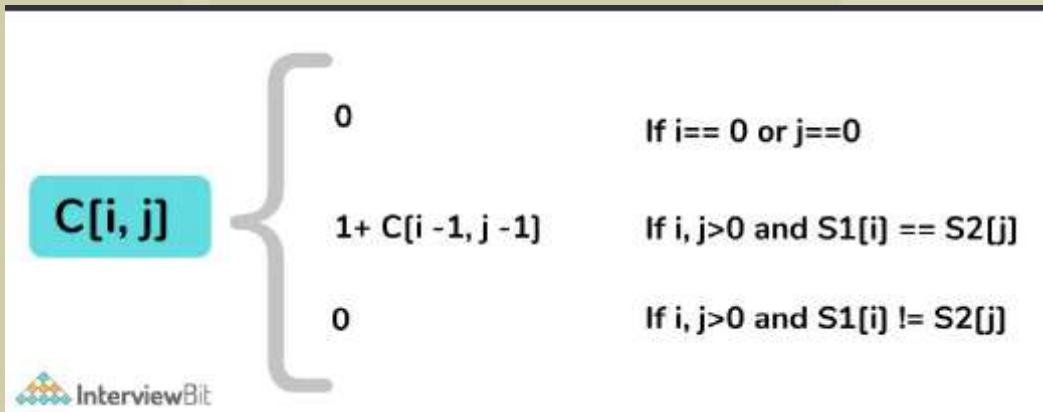 0
If i== 0 or j==0
C[i, j]
1+ C[i -1, j -1]
If i, j>0 and S1[i] == S2[j]
0
If i, j>0 and S1[i] != S2[j]
InterviewBit